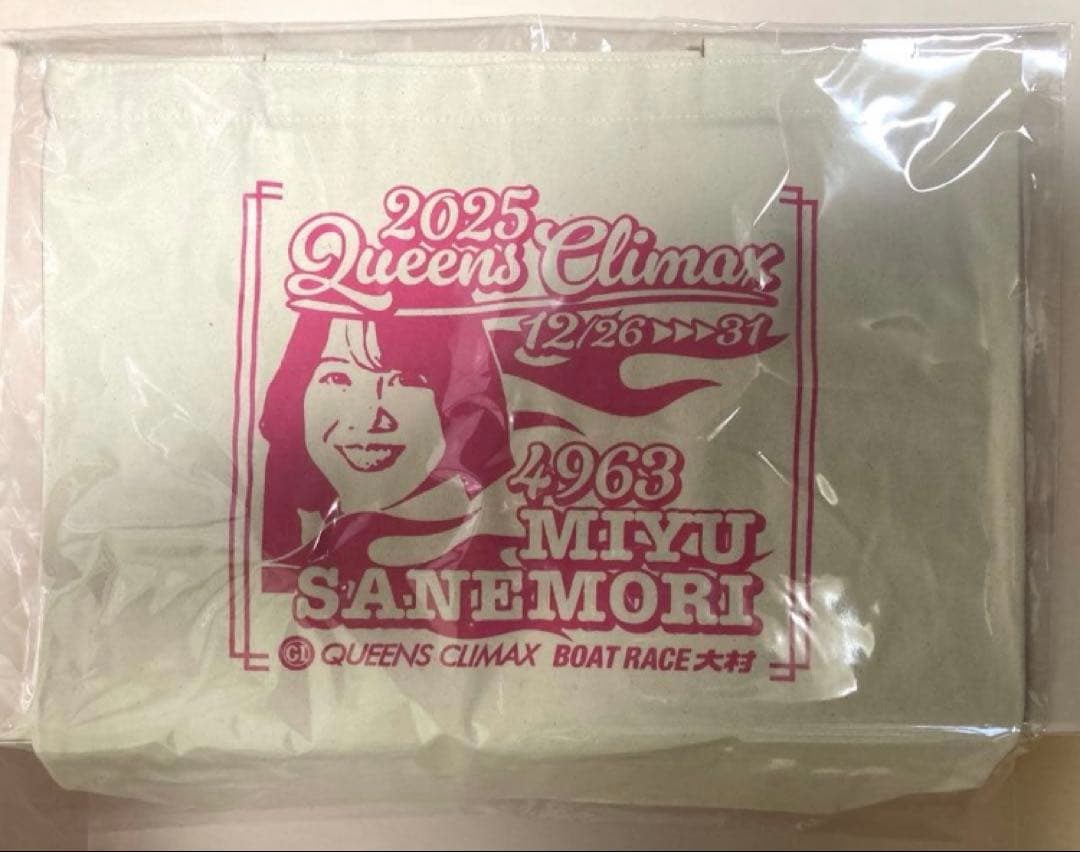 2025
Queens Climax
12/26▷▷▷31
4963
MIYU
SANEMORI
G1 QUEENS CLIMAX BOAT RACE 大村